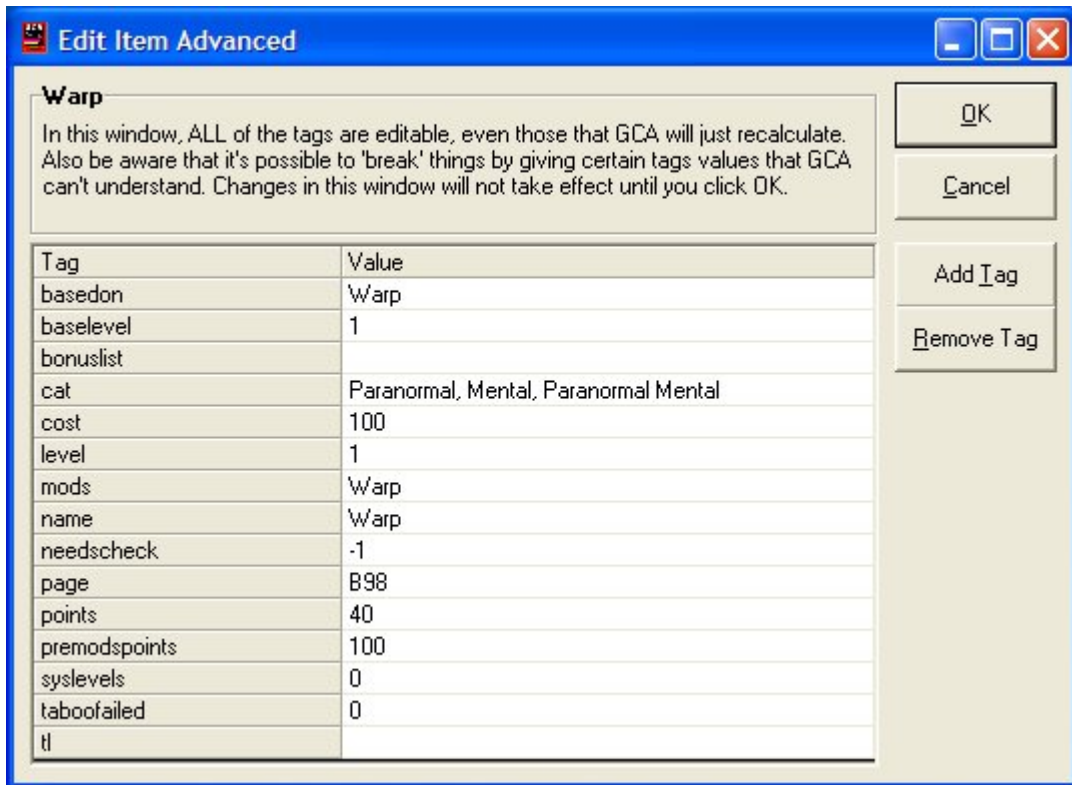 Edit Item Advanced
Warp
In this window, ALL of the tags are editable, even those that GCA will just recalculate.
Also be aware that it's possible to 'break' things by giving certain tags values that GCA
can't understand. Changes in this window will not take effect until you click OK.
OK
Cancel
Add Tag
Remove Tag
Tag Value
basedon Warp
baselevel 1
bonuslist
cat Paranormal, Mental, Paranormal Mental
cost 100
level 1
mods Warp
name Warp
needscheck -1
page B98
points 40
premodspoints 100
syslevels 0
taboofailed 0
tl